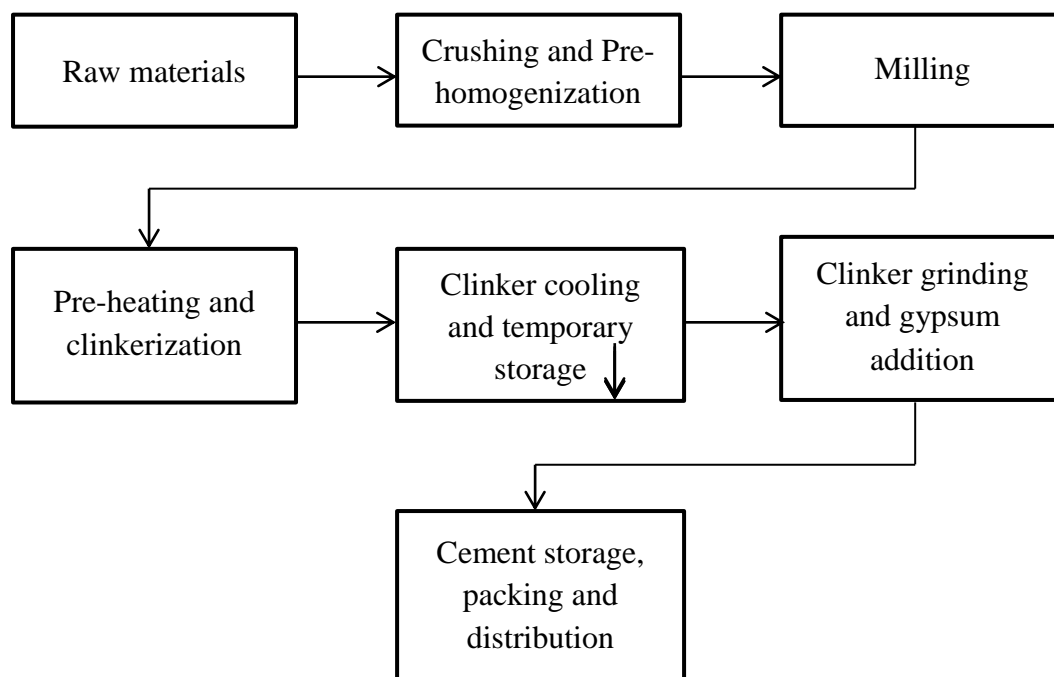 Raw materials
Crushing and Pre-
homogenization
Milling
Pre-heating and
clinkerization
Clinker cooling
and temporary
storage
Clinker grinding
and gypsum
addition
Cement storage,
packing and
distribution